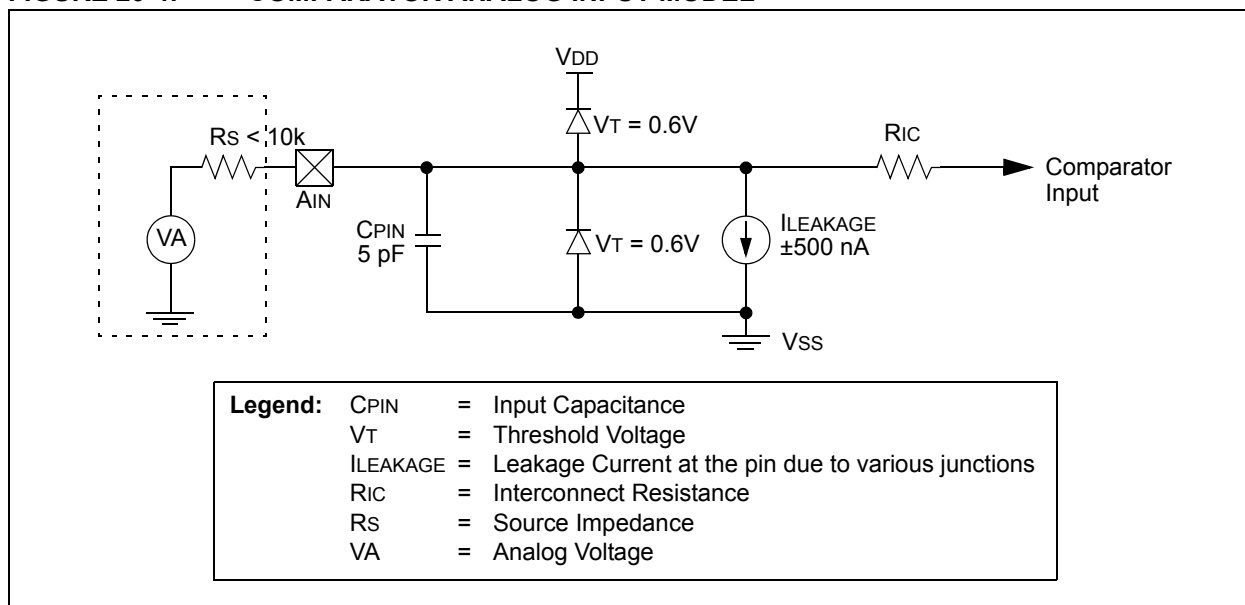 VDD
VT = 0.6V
RS < 10k
RIC
AIN
Comparator
Input
CPIN
5 pF
VA
VT = 0.6V
ILEAKAGE
±500 nA
VSS
Legend: CPIN = Input Capacitance
VT = Threshold Voltage
ILEAKAGE = Leakage Current at the pin due to various junctions
RIC = Interconnect Resistance
RS = Source Impedance
VA = Analog Voltage